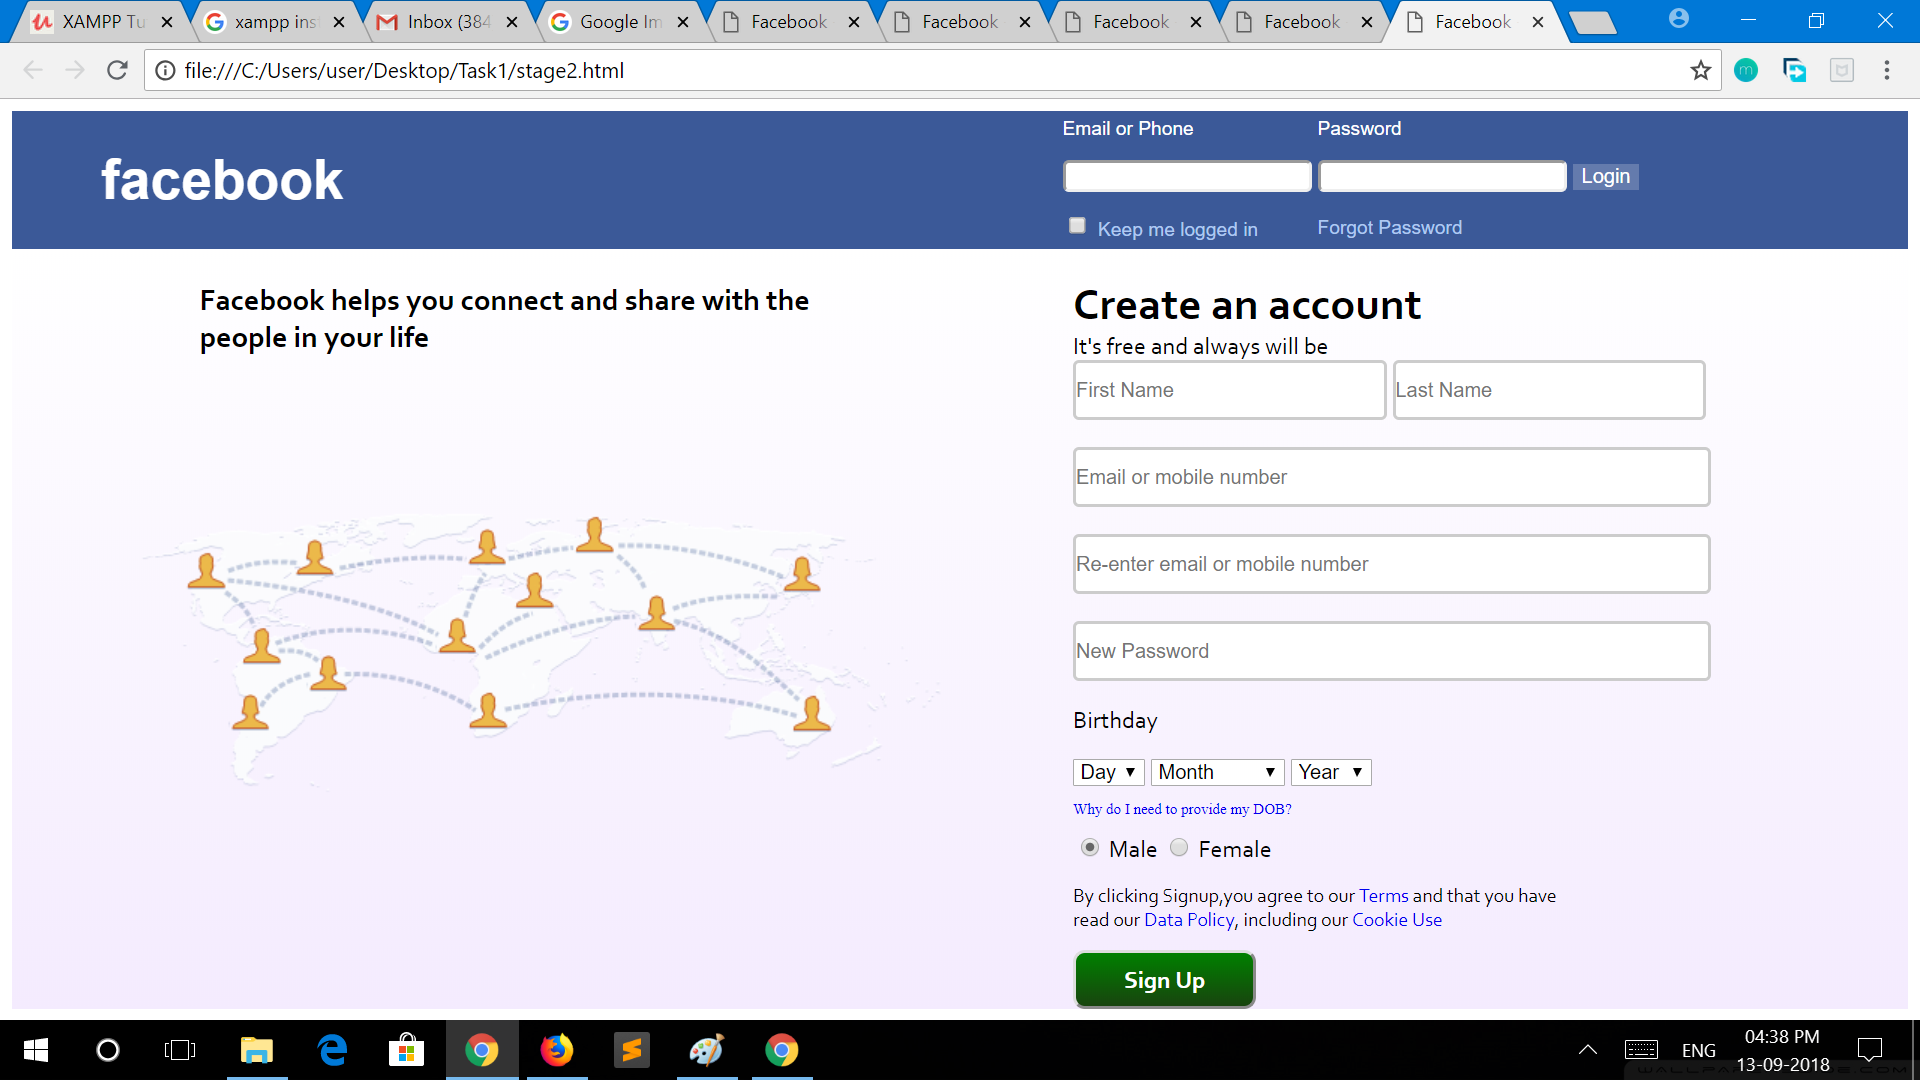 XAMPP Tu
xampp ins
Inbox (384
Google Im
Facebook
Facebook
Facebook
Facebook
Facebook
file:///C:/Users/user/Desktop/Task1/stage2.html
Email or Phone
Password
facebook
Login
Keep me logged in
Forgot Password
Facebook helps you connect and share with the
people in your life
Create an account
It's free and always will be
First Name
Last Name
Email or mobile number
Re-enter email or mobile number
New Password
Birthday
Day
Month
Year
Why do I need to provide my DOB?
Male
Female
By clicking Signup,you agree to our Terms and that you have
read our Data Policy, including our Cookie Use
Sign Up
ENG
04:38 PM
13-09-2018